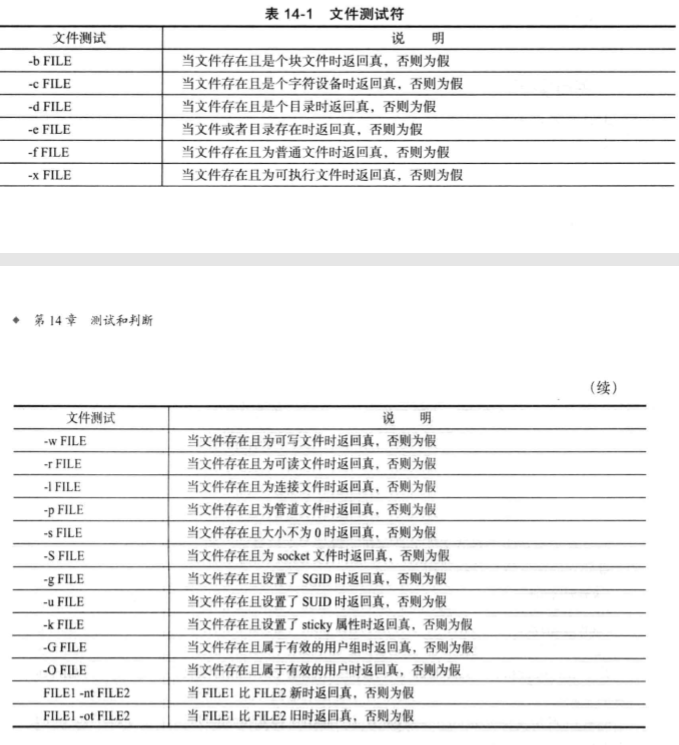 表 14-1 文件测试符
文件测试 说 明
-b FILE 当文件存在且是个块文件时返回真，否则为假
-c FILE 当文件存在且是个字符设备时返回真，否则为假
-d FILE 当文件存在且是个目录时返回真，否则为假
-e FILE 当文件或者目录存在时返回真，否则为假
-f FILE 当文件存在且为普通文件时返回真，否则为假
-x FILE 当文件存在且为可执行文件时返回真，否则为假
◆ 第 14 章 测试和判断
（续）
文件测试 说 明
-w FILE 当文件存在且为可写文件时返回真，否则为假
-r FILE 当文件存在且为可读文件时返回真，否则为假
-l FILE 当文件存在且为连接文件时返回真，否则为假
-p FILE 当文件存在且为管道文件时返回真，否则为假
-s FILE 当文件存在且大小不为 0 时返回真，否则为假
-S FILE 当文件存在且为 socket 文件时返回真，否则为假
-g FILE 当文件存在且设置了 SGID 时返回真，否则为假
-u FILE 当文件存在且设置了 SUID 时返回真，否则为假
-k FILE 当文件存在且设置了 sticky 属性时返回真，否则为假
-G FILE 当文件存在且属于有效的用户组时返回真，否则为假
-O FILE 当文件存在且属于有效的用户时返回真，否则为假
FILE1 -nt FILE2 当 FILE1 比 FILE2 新时返回真，否则为假
FILE1 -ot FILE2 当 FILE1 比 FILE2 旧时返回真，否则为假